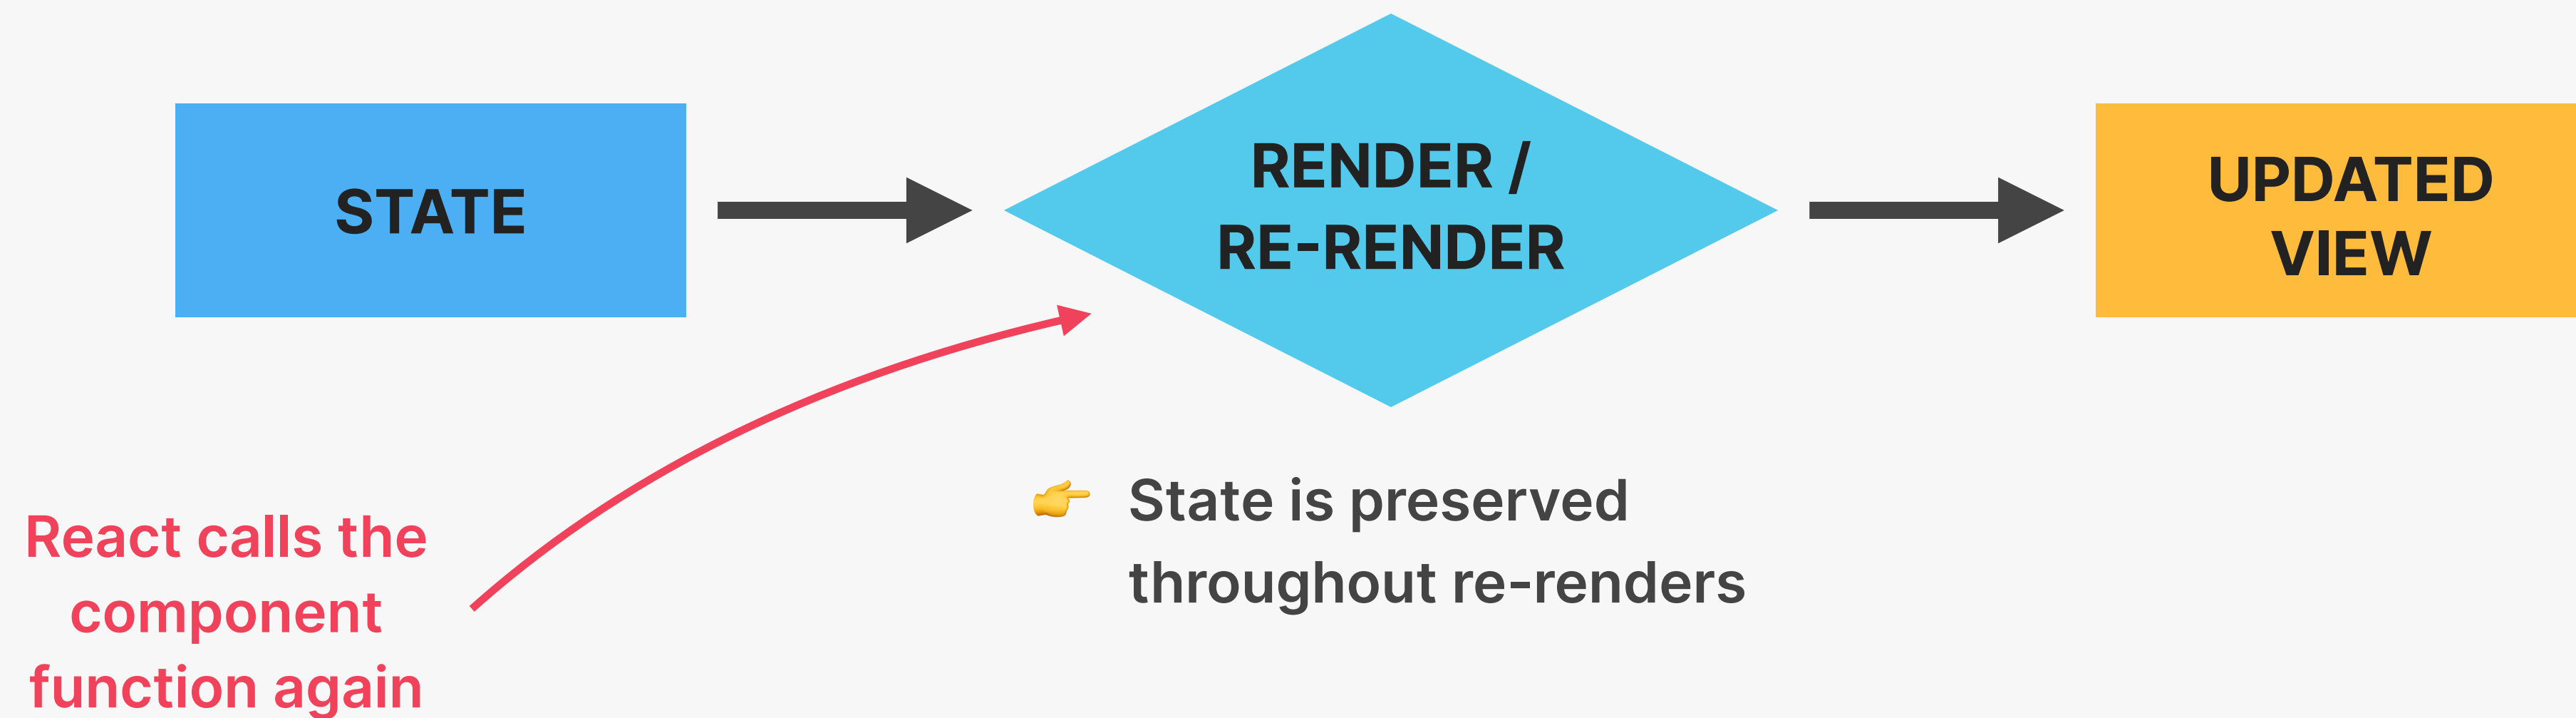 STATE
RENDER /
RE-RENDER
UPDATED
VIEW
React calls the
component
function again
👉 State is preserved
throughout re-renders